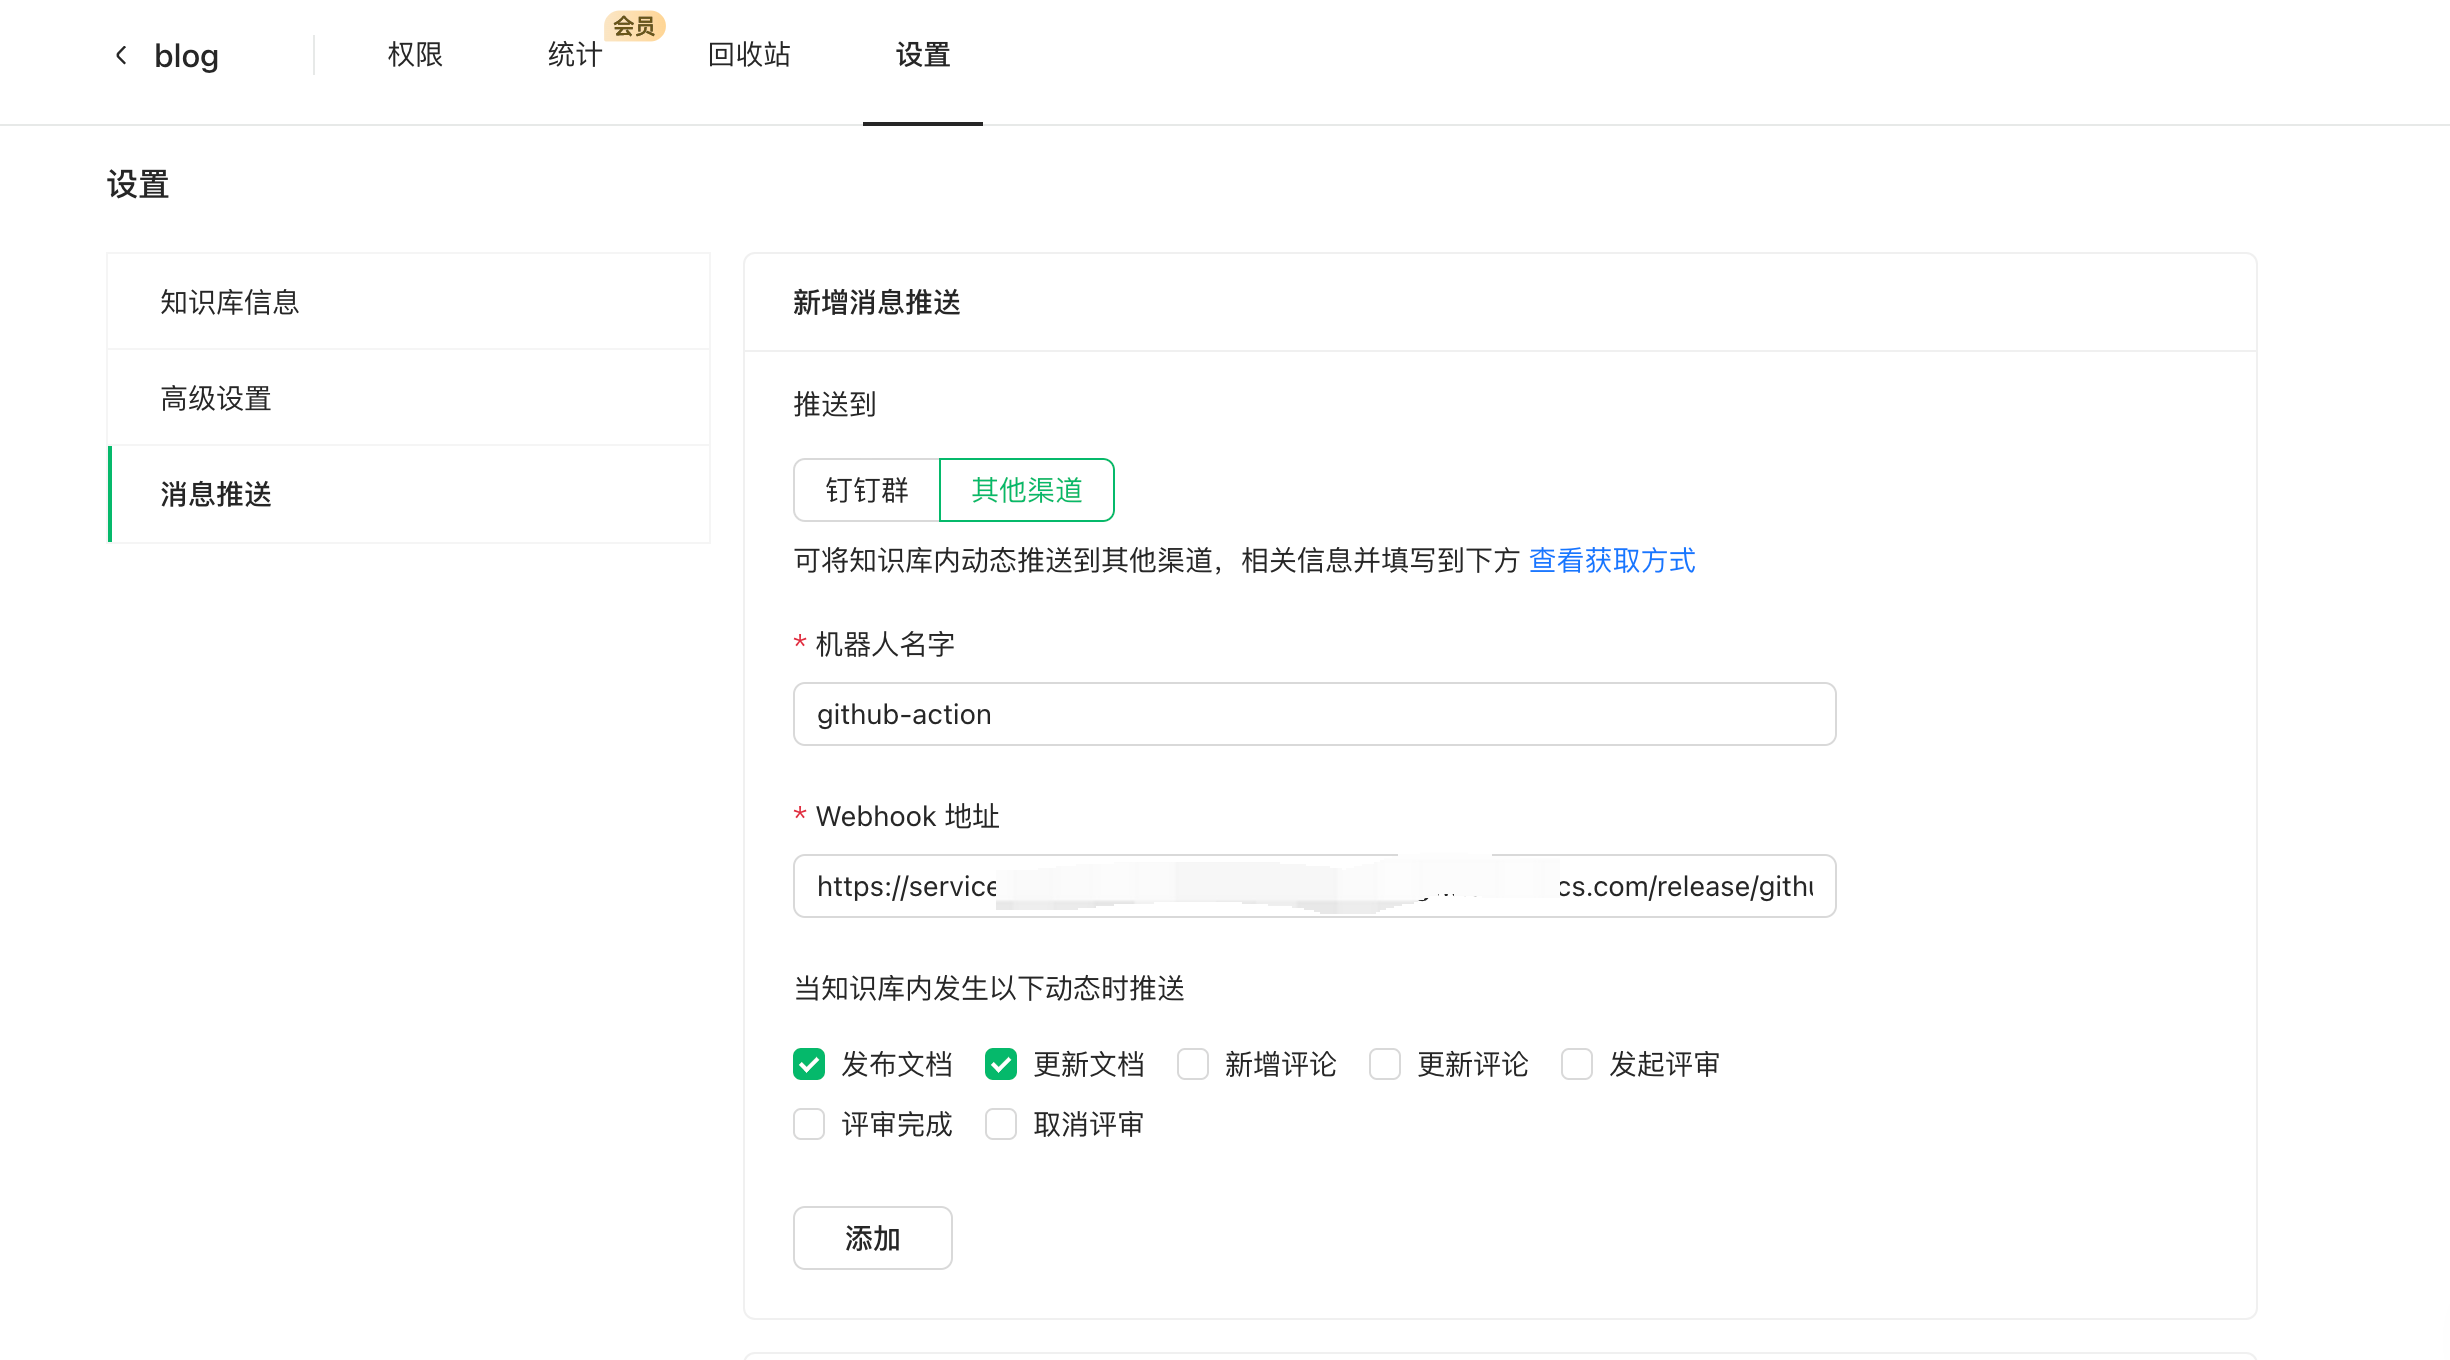 blog 权限 统计 会员 回收站 设置
设置
知识库信息
高级设置
消息推送
新增消息推送
推送到
钉钉群 其他渠道
可将知识库内动态推送到其他渠道，相关信息并填写到下方 查看获取方式
* 机器人名字
github-action
* Webhook 地址
https://service cs.com/release/githu
当知识库内发生以下动态时推送
发布文档 更新文档 新增评论 更新评论 发起评审
评审完成 取消评审
添加